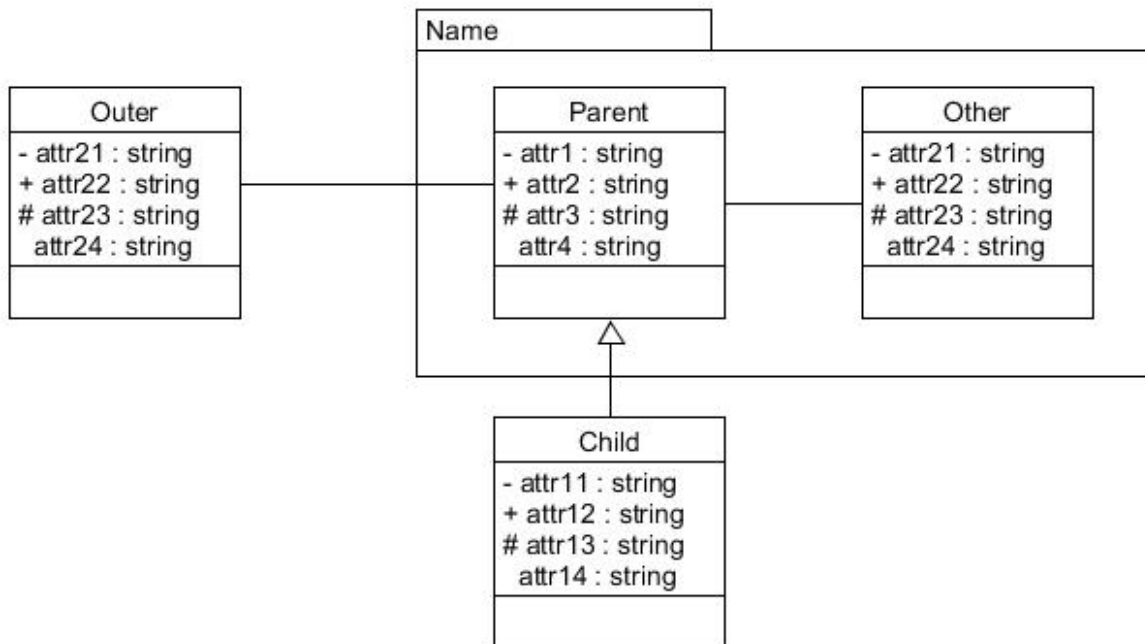 Name
Outer
- attr21 : string
+ attr22 : string
# attr23 : string
attr24 : string
Parent
- attr1 : string
+ attr2 : string
# attr3 : string
attr4 : string
Other
- attr21 : string
+ attr22 : string
# attr23 : string
attr24 : string
Child
- attr11 : string
+ attr12 : string
# attr13 : string
attr14 : string